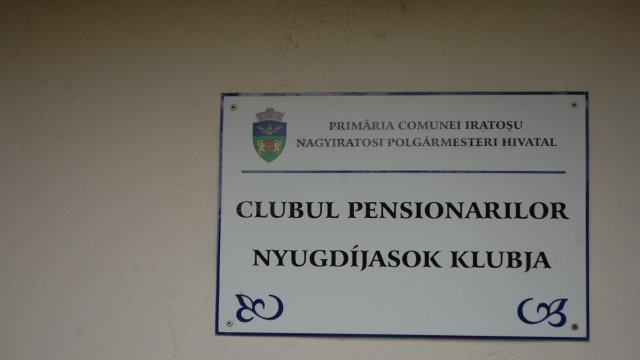 PRIMĂRIA COMUNEI IRATOȘU
NAGYIRATOSI POLGÁRMESTERI HIVATAL
CLUBUL PENSIONARILOR
NYUGDÍJASOK KLUBJA